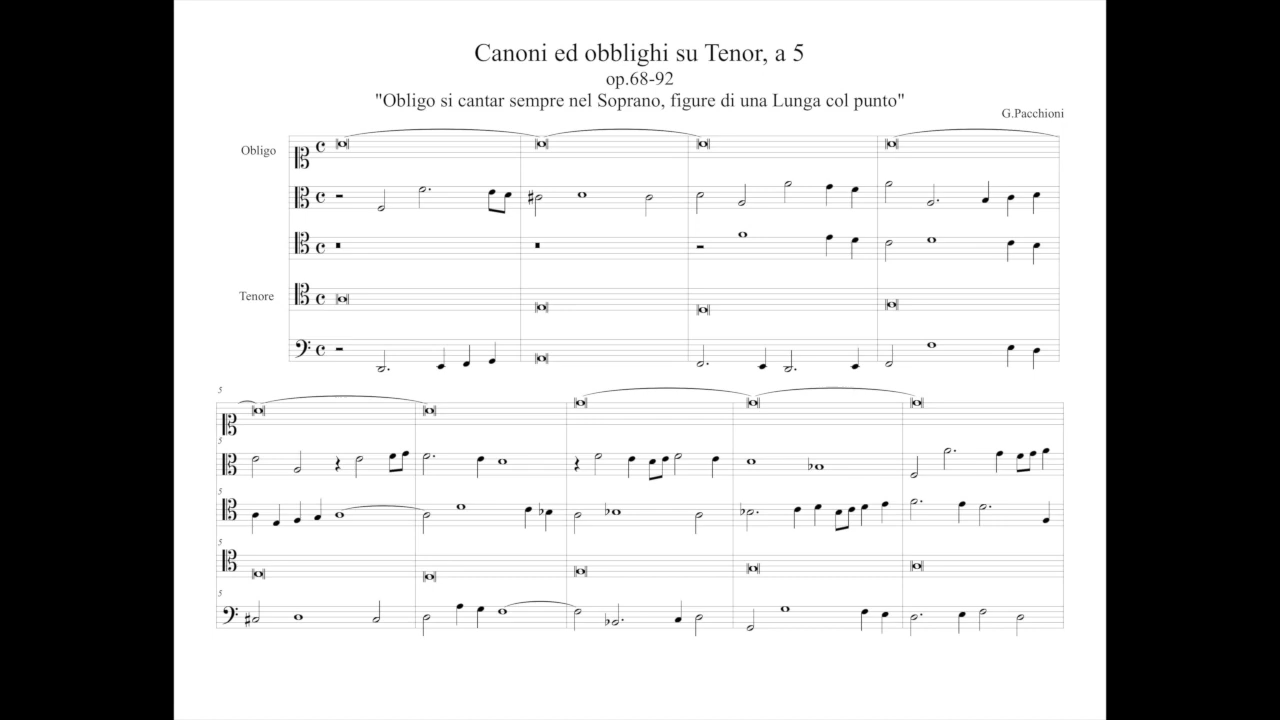 Canoni ed obblighi su Tenor, a 5
op.68-92
"Obligo si cantar sempre nel Soprano, figure di una Lunga col punto"
G.Pacchioni
Obligo
Tenore
5
5
5
5
5